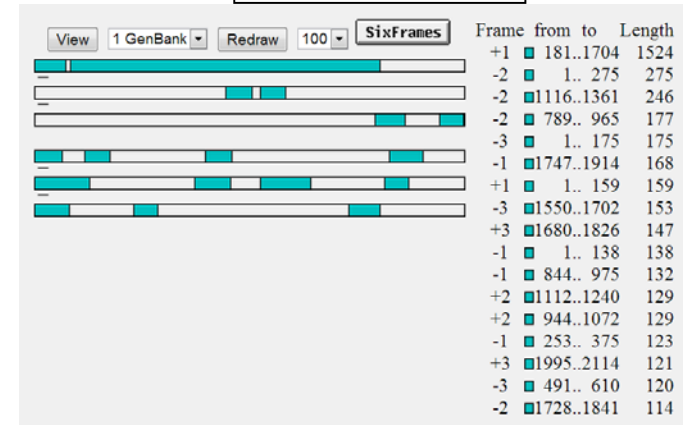 View 1 GenBank Redraw 100 SixFrames
Frame from to Length
+1 181..1704 1524
-2 1.. 275 275
-2 1116..1361 246
-2 789.. 965 177
-3 1.. 175 175
-1 1747..1914 168
+1 1.. 159 159
-3 1550..1702 153
+3 1680..1826 147
-1 1.. 138 138
-1 844.. 975 132
+2 1112..1240 129
+2 944..1072 129
-1 253.. 375 123
+3 1995..2114 121
-3 491.. 610 120
-2 1728..1841 114